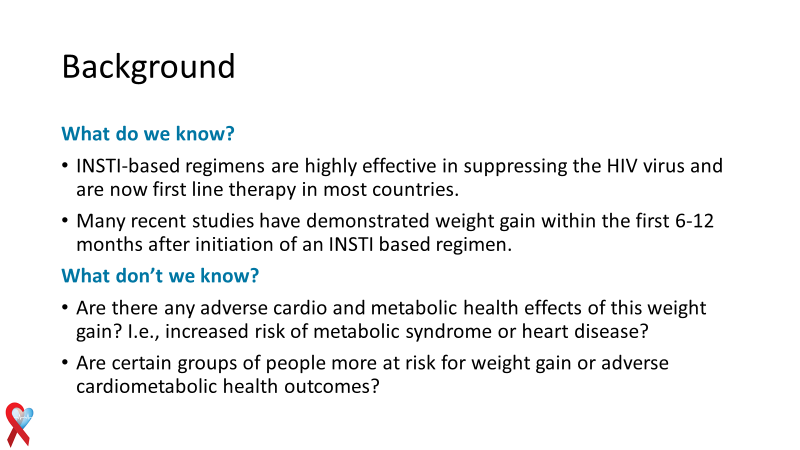 Background
What do we know?
• INSTI-based regimens are highly effective in suppressing the HIV virus and
are now first line therapy in most countries.
• Many recent studies have demonstrated weight gain within the first 6-12
months after initiation of an INSTI based regimen.
What don’t we know?
• Are there any adverse cardio and metabolic health effects of this weight
gain? I.e., increased risk of metabolic syndrome or heart disease?
• Are certain groups of people more at risk for weight gain or adverse
cardiometabolic health outcomes?